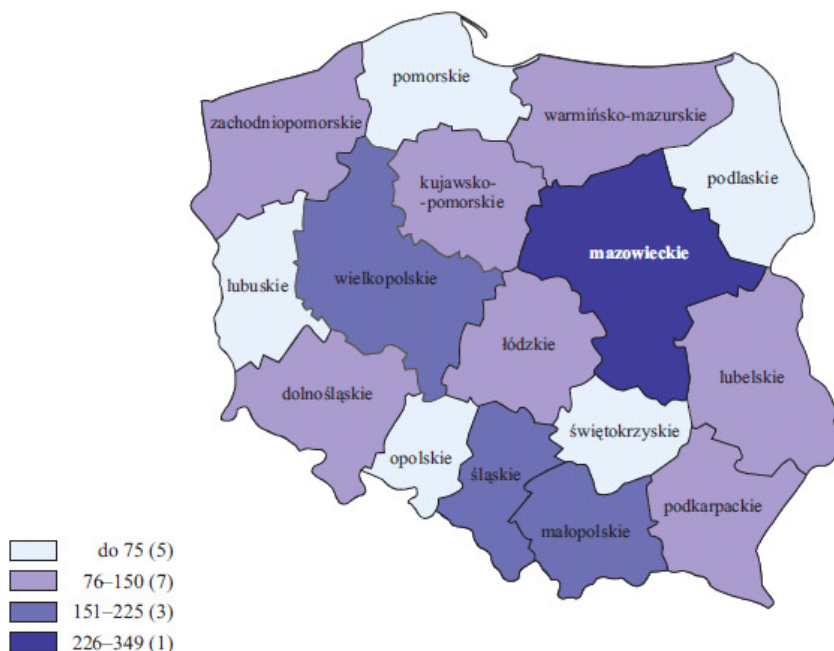 pomorskie
zachodniopomorskie
warmińsko-mazurskie
podlaskie
kujawsko-
-pomorskie
mazowieckie
lubuskie
wielkopolskie
łódzkie
lubelskie
dolnośląskie
świętokrzyskie
opolskie
śląskie
podkarpackie
małopolskie
do 75 (5)
76–150 (7)
151–225 (3)
226–349 (1)